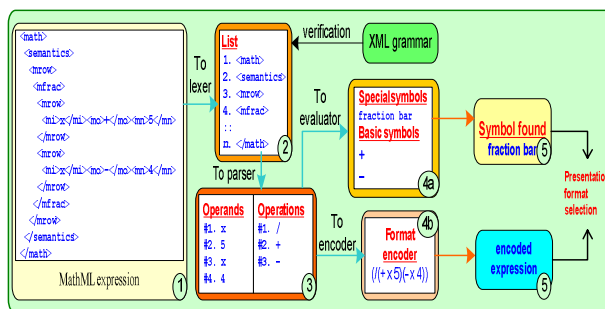 <math>
<semantics>
<mrow>
<mfrac>
<mrow>
<mi>x</mi><mo>+</mo><mn>5</mn>
</mrow>
<mrow>
<mi>x</mi><mo>-</mo><mn>4</mn>
</mrow>
</mfrac>
</mrow>
</semantics>
</math>
MathML expression
1
To
lexer
List
1. <math>
2. <semantics>
3. <mrow>
4. <mfrac>
::
n. </math>
2
verification
XML grammar
To parser
Operands
#1. x
#2. 5
#3. x
#4. 4
Operations
#1. /
#2. +
#3. -
3
To
evaluator
Specialsymbols
fraction bar
Basic symbols
+
-
4a
Symbol found
fraction bar
5
To
encoder
4b
Format
encoder
(/(+ x 5)(- x 4))
encoded
expression
5
Presentation
format
selection